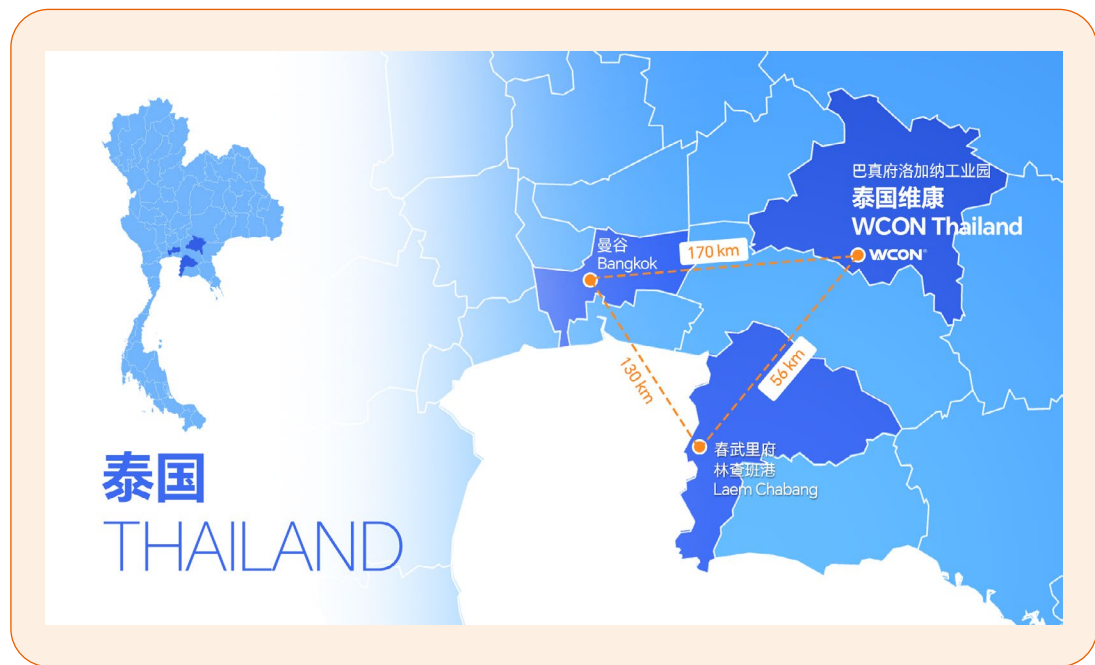 泰国
THAILAND
巴真府洛加纳工业园
泰国维康
WCON Thailand
WCON®
曼谷
Bangkok
170 km
130 km
56 km
春武里府
林查班港
Laem Chabang